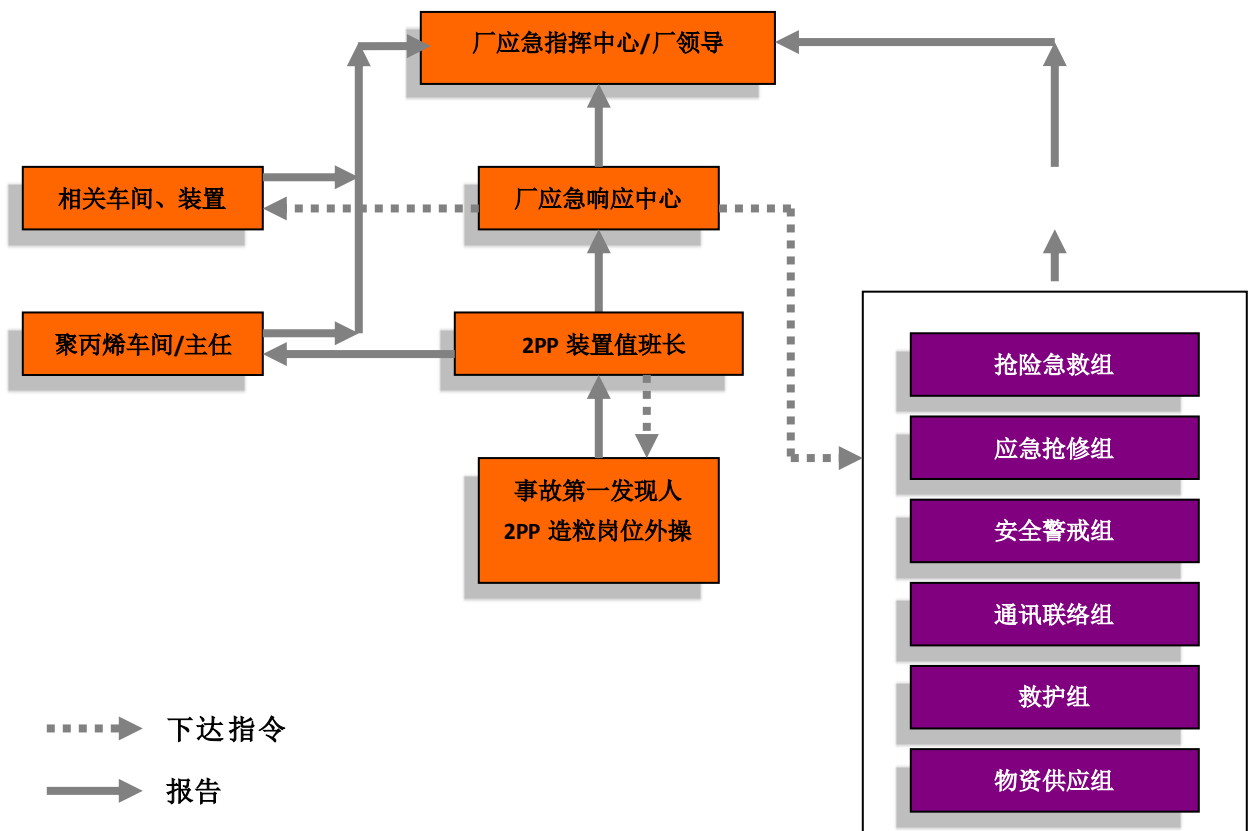 厂应急指挥中心/厂领导
相关车间、装置
厂应急响应中心
聚丙烯车间/主任
2PP 装置值班长
事故第一发现人
2PP 造粒岗位外操
抢险急救组
应急抢修组
安全警戒组
通讯联络组
救护组
物资供应组
下达指令
报告